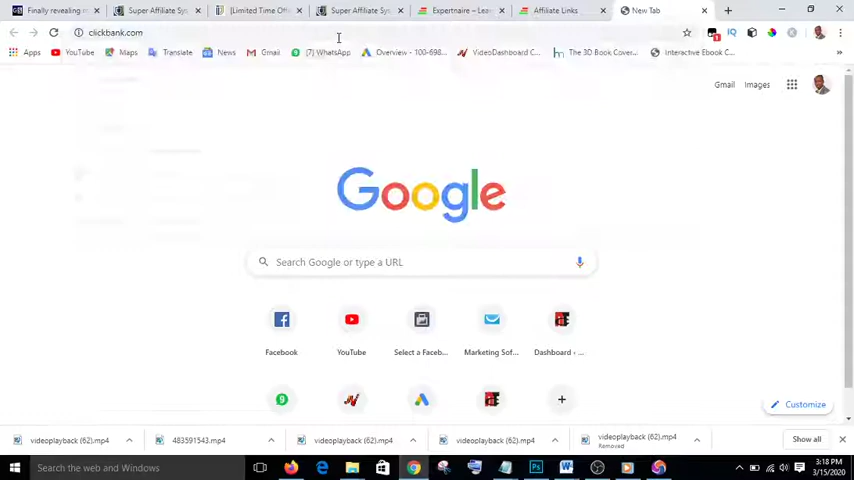 Finally revealing m
Super Affiliate Sys
[Limited Time Offe
Super Affiliate Sys
Expertnaire – Lea
Affiliate Links
New Tab
clickbank.com
Apps
YouTube
Maps
Translate
News
Gmail
(7) WhatsApp
Overview - 100-698...
VideoDashboard C...
The 3D Book Cover...
Interactive Ebook C...
Gmail
Images
Google
Search Google or type a URL
Facebook
YouTube
Select a Faceb...
Marketing Sof...
Dashboard ‹ ...
Customize
videoplayback (62).mp4
483591543.mp4
videoplayback (62).mp4
videoplayback (62).mp4
videoplayback (62).mp4
Removed
Show all
Search the web and Windows
3:18 PM
3/15/2020